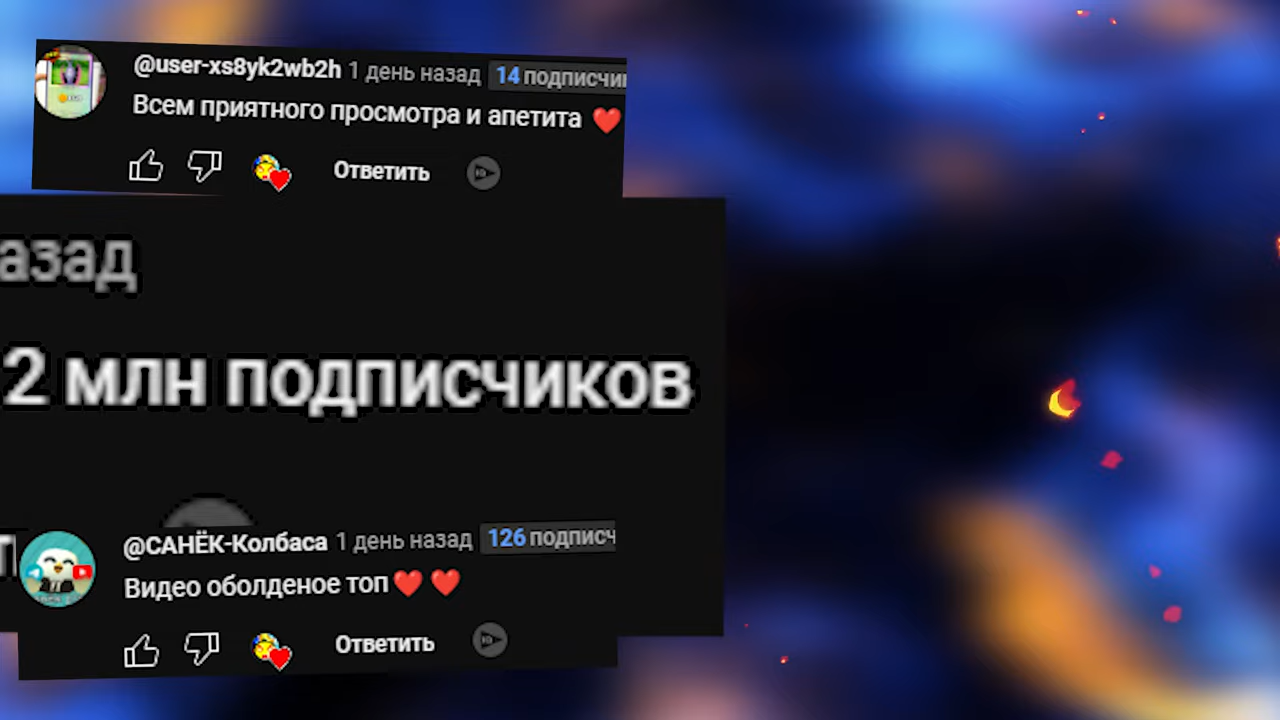 @user-xs8yk2wb2h 1 день назад 14 подписчи
Всем приятного просмотра и апетита ❤️
Ответить
азад
2 млн подписчиков
@САНЁК-Колбаса 1 день назад 126 подписч
Видео оболденое топ❤️ ❤️
Ответить